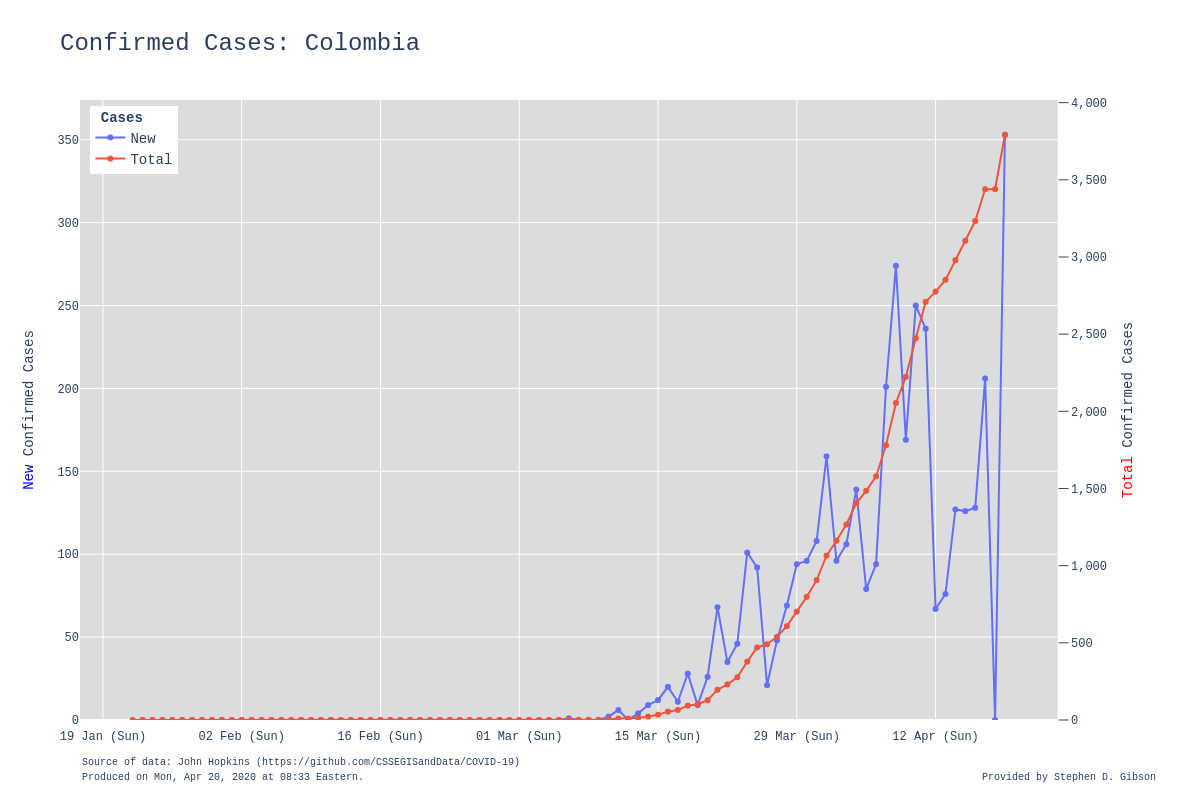 Confirmed Cases: Colombia
Cases
New
Total
350
300
250
200
150
100
50
0
New Confirmed Cases
4,000
3,500
3,000
2,500
2,000
1,500
1,000
500
0
Total Confirmed Cases
19 Jan (Sun)
02 Feb (Sun)
16 Feb (Sun)
01 Mar (Sun)
15 Mar (Sun)
29 Mar (Sun)
12 Apr (Sun)
Source of data: John Hopkins (https://github.com/CSSEGISandData/COVID-19)
Produced on Mon, Apr 20, 2020 at 08:33 Eastern.
Provided by Stephen D. Gibson